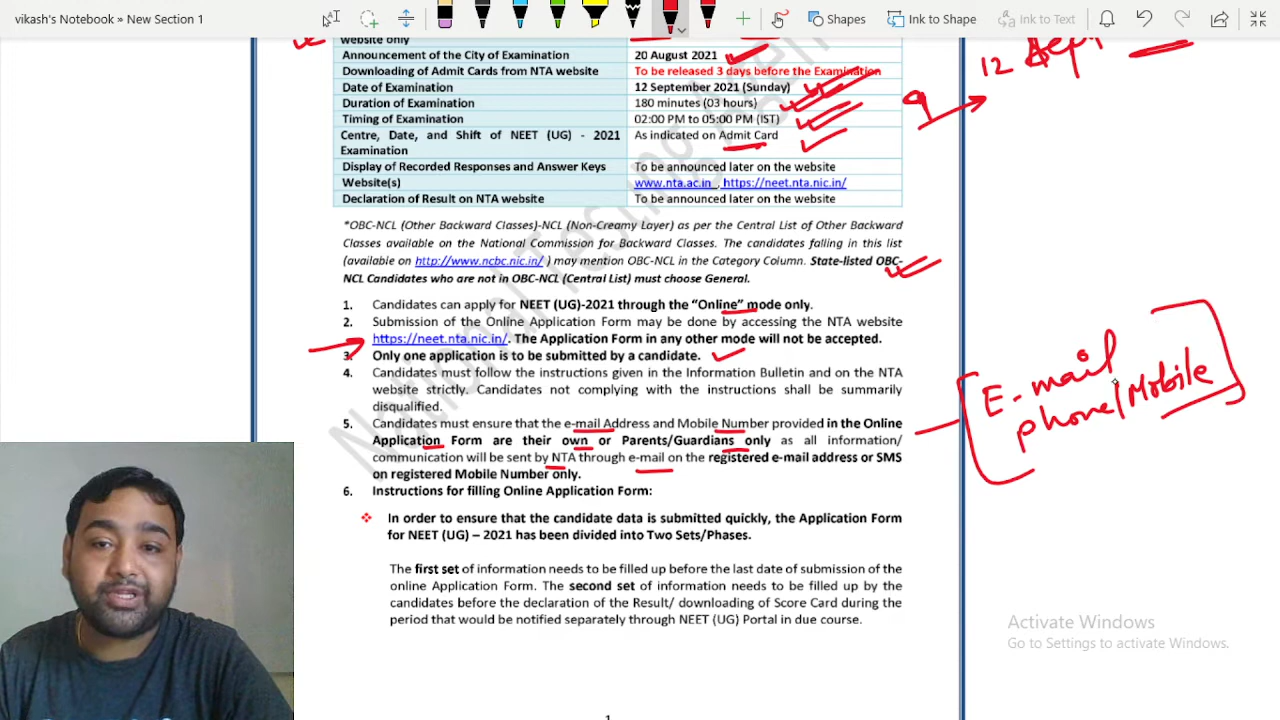 vikash's Notebook » New Section 1
Shapes
Ink to Shape
Ink to Text
website only
Announcement of the City of Examination 20 August 2021
Downloading of Admit Cards from NTA website To be released 3 days before the Examination
Date of Examination 12 September 2021 (Sunday)
Duration of Examination 180 minutes (03 hours)
Timing of Examination 02:00 PM to 05:00 PM (IST)
Centre, Date, and Shift of NEET (UG) - 2021 As indicated on Admit Card
Examination
Display of Recorded Responses and Answer Keys To be announced later on the website
Website(s) www.nta.ac.in , https://neet.nta.nic.in/
Declaration of Result on NTA website To be announced later on the website
12 Sept
9
*OBC-NCL (Other Backward Classes)-NCL (Non-Creamy Layer) as per the Central List of Other Backward
Classes available on the National Commission for Backward Classes. The candidates falling in this list
(available on http://www.ncbc.nic.in/ ) may mention OBC-NCL in the Category Column. State-listed OBC-
NCL Candidates who are not in OBC-NCL (Central List) must choose General.
1. Candidates can apply for NEET (UG)-2021 through the “Online” mode only.
2. Submission of the Online Application Form may be done by accessing the NTA website
https://neet.nta.nic.in/. The Application Form in any other mode will not be accepted.
3. Only one application is to be submitted by a candidate.
4. Candidates must follow the instructions given in the Information Bulletin and on the NTA
website strictly. Candidates not complying with the instructions shall be summarily
disqualified.
5. Candidates must ensure that the e-mail Address and Mobile Number provided in the Online
Application Form are their own or Parents/Guardians only as all information/
communication will be sent by NTA through e-mail on the registered e-mail address or SMS
on registered Mobile Number only.
6. Instructions for filling Online Application Form:
❖ In order to ensure that the candidate data is submitted quickly, the Application Form
for NEET (UG) – 2021 has been divided into Two Sets/Phases.
The first set of information needs to be filled up before the last date of submission of the
online Application Form. The second set of information needs to be filled up by the
candidates before the declaration of the Result/ downloading of Score Card during the
period that would be notified separately through NEET (UG) Portal in due course.
E-mail
phone/Mobile
National Testing Agency
Activate Windows
Go to Settings to activate Windows.